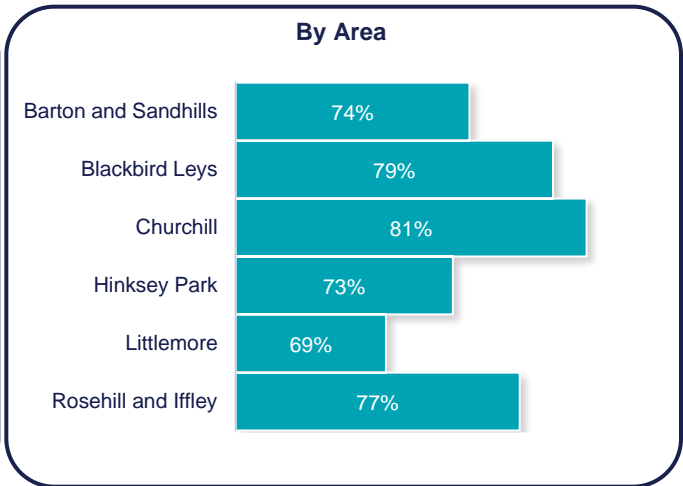 By Area
Barton and Sandhills 74%
Blackbird Leys 79%
Churchill 81%
Hinksey Park 73%
Littlemore 69%
Rosehill and Iffley 77%